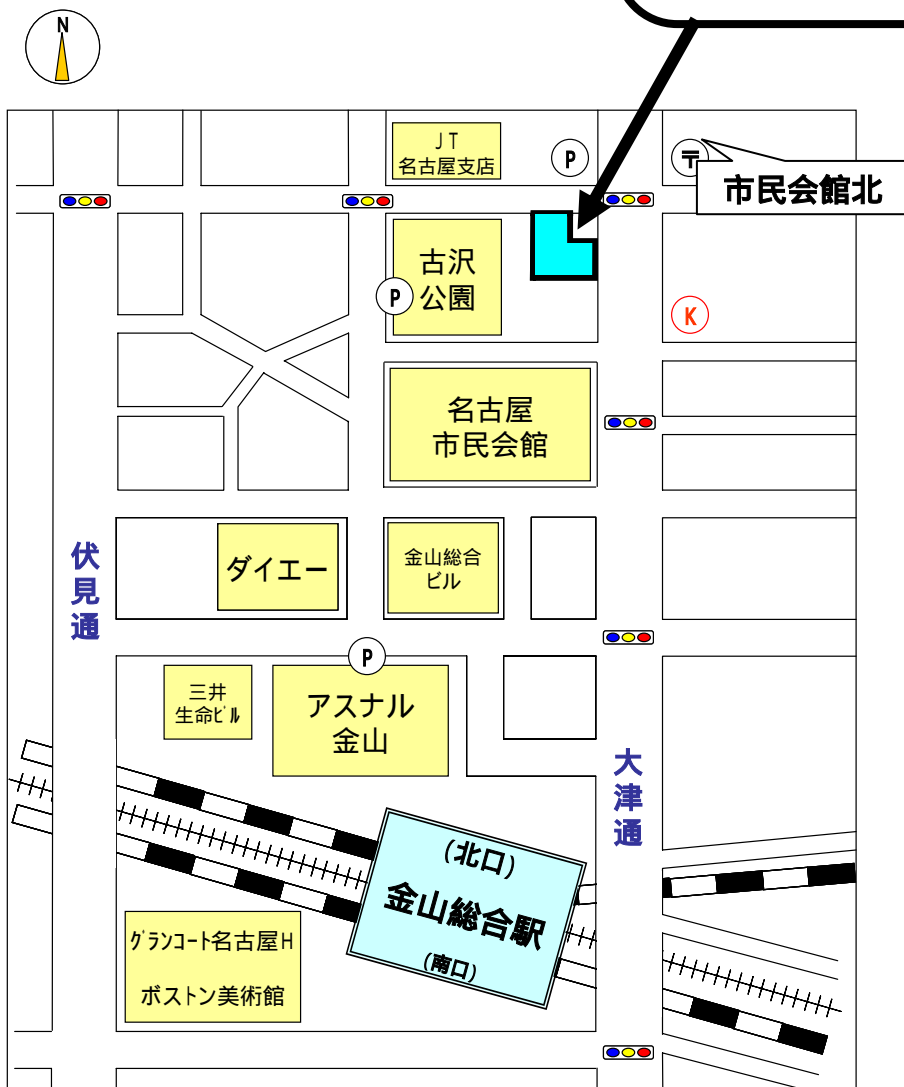 N
JT
名古屋支店
P
〒
市民会館北
古沢
公園
P
K
名古屋
市民会館
伏見通
ダイエー
金山総合
ビル
P
三井
生命ビル
アスナル
金山
大津通
(北口)
金山総合駅
(南口)
グランコート名古屋H
ボストン美術館